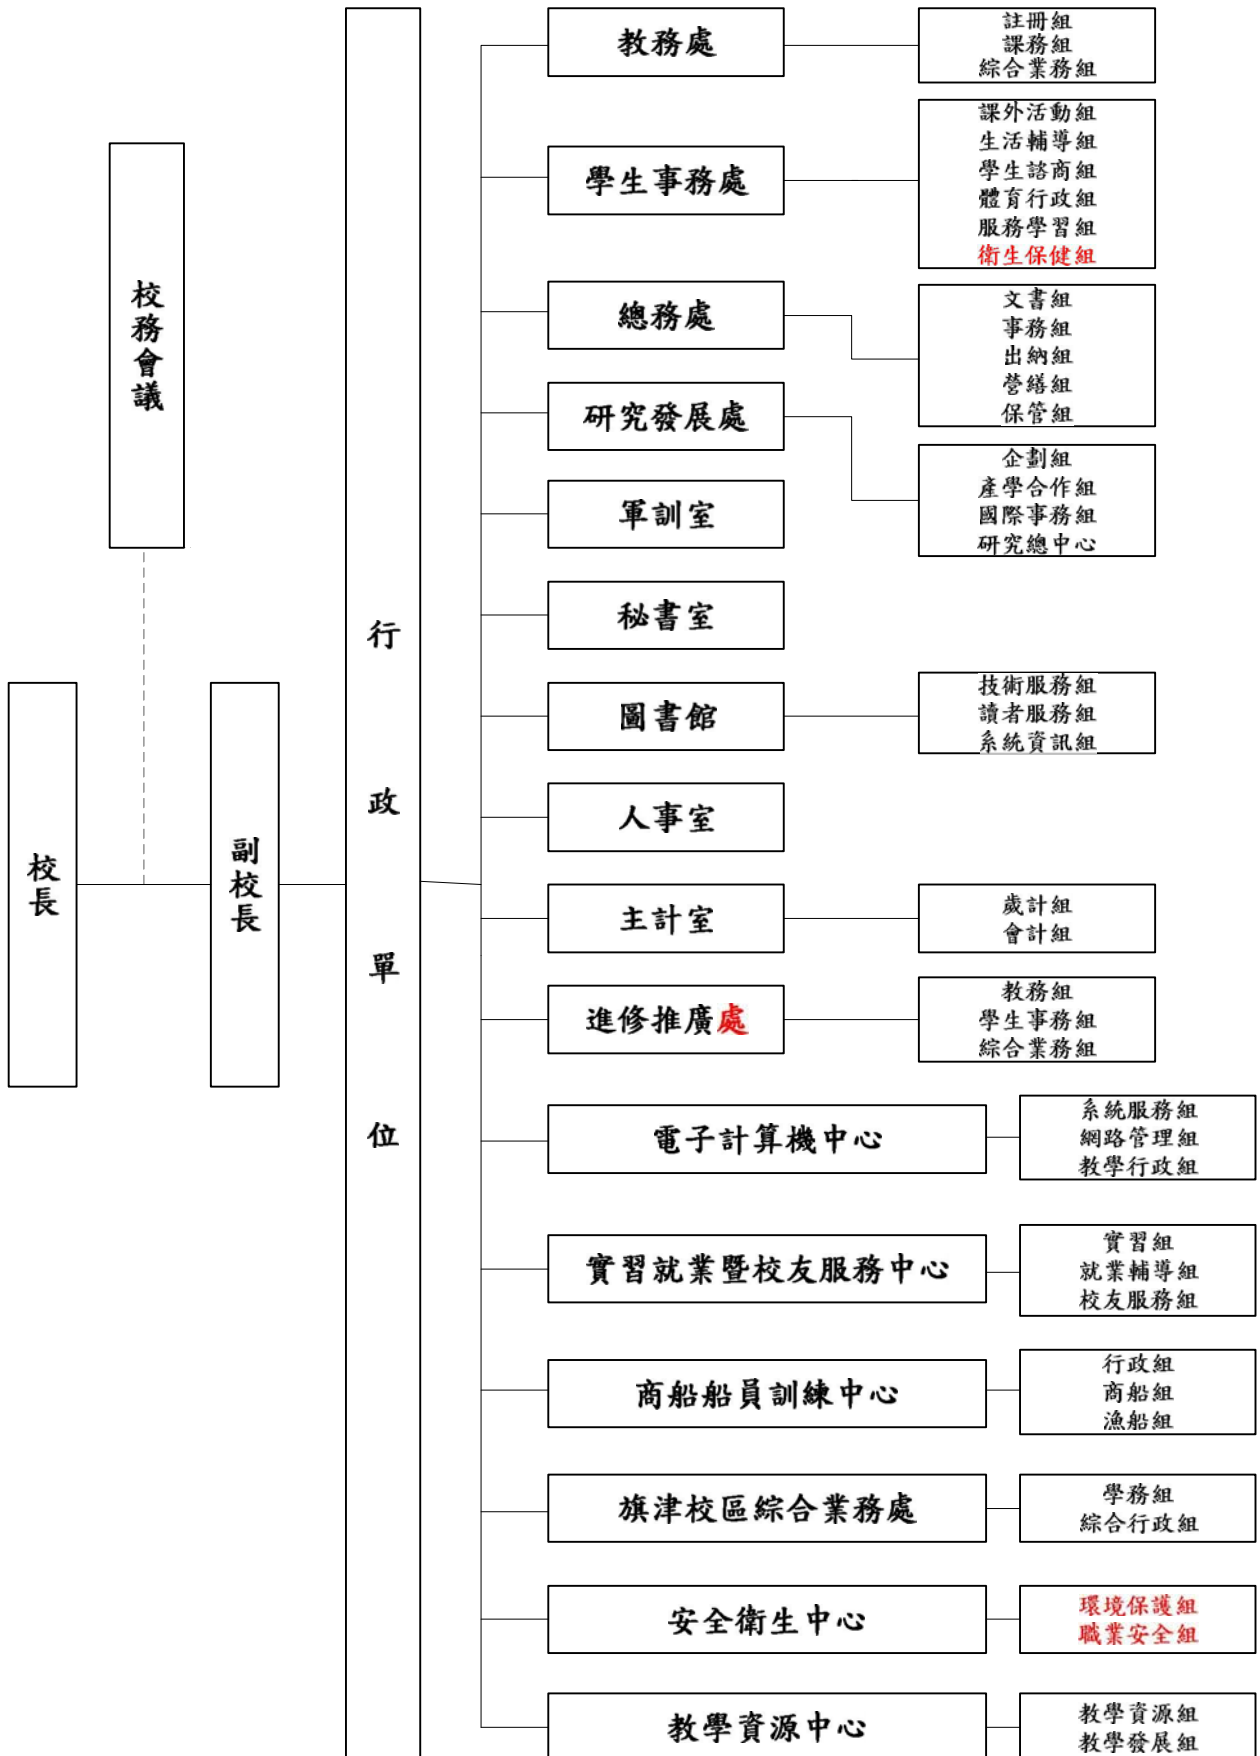 校務會議
校長
副校長
行政單位
教務處
註冊組
課務組
綜合業務組
學生事務處
課外活動組
生活輔導組
學生諮商組
體育行政組
服務學習組
衛生保健組
總務處
文書組
事務組
出納組
營繕組
保管組
研究發展處
企劃組
產學合作組
國際事務組
研究總中心
軍訓室
秘書室
圖書館
技術服務組
讀者服務組
系統資訊組
人事室
主計室
歲計組
會計組
進修推廣處
教務組
學生事務組
綜合業務組
電子計算機中心
系統服務組
網路管理組
教學行政組
實習就業暨校友服務中心
實習組
就業輔導組
校友服務組
商船船員訓練中心
行政組
商船組
漁船組
旗津校區綜合業務處
學務組
綜合行政組
安全衛生中心
環境保護組
職業安全組
教學資源中心
教學資源組
教學發展組